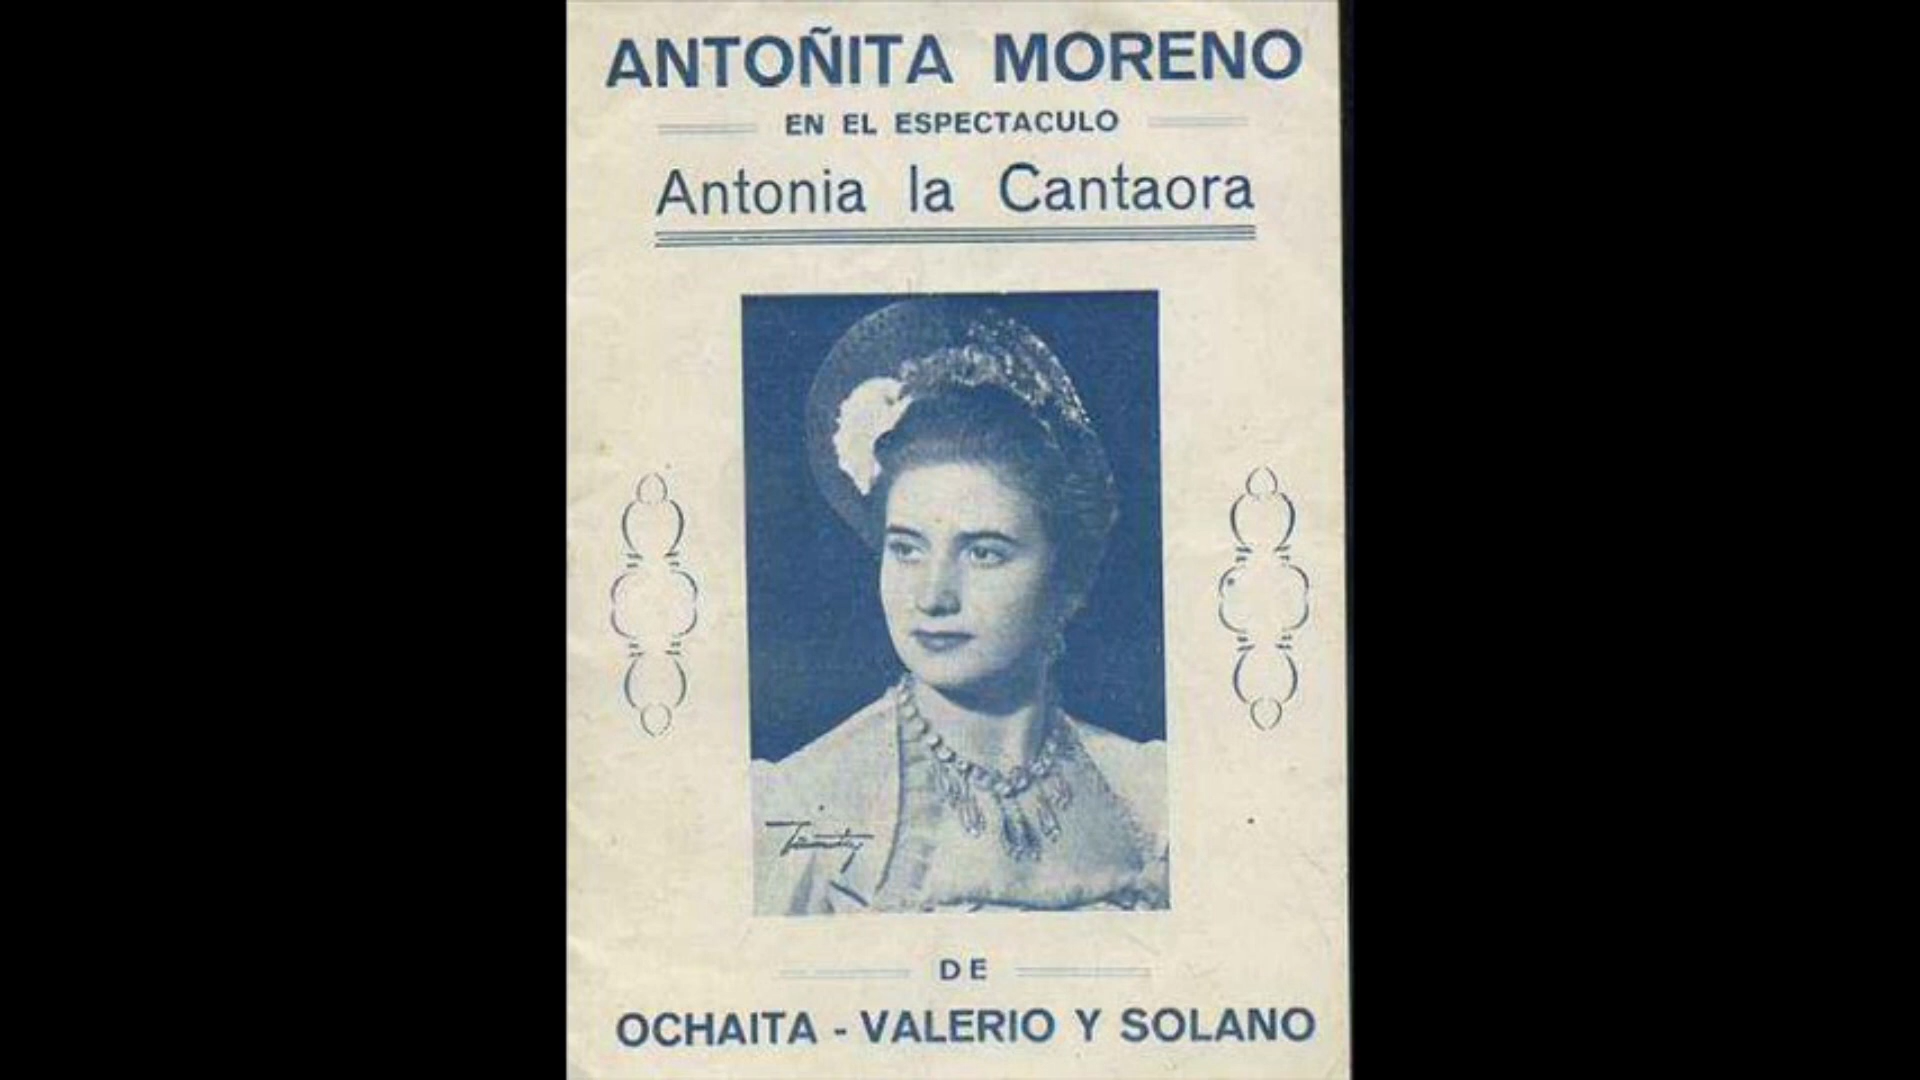 ANTOÑITA MORENO
EN EL ESPECTACULO
Antonia la Cantaora
DE
OCHAITA - VALERIO Y SOLANO